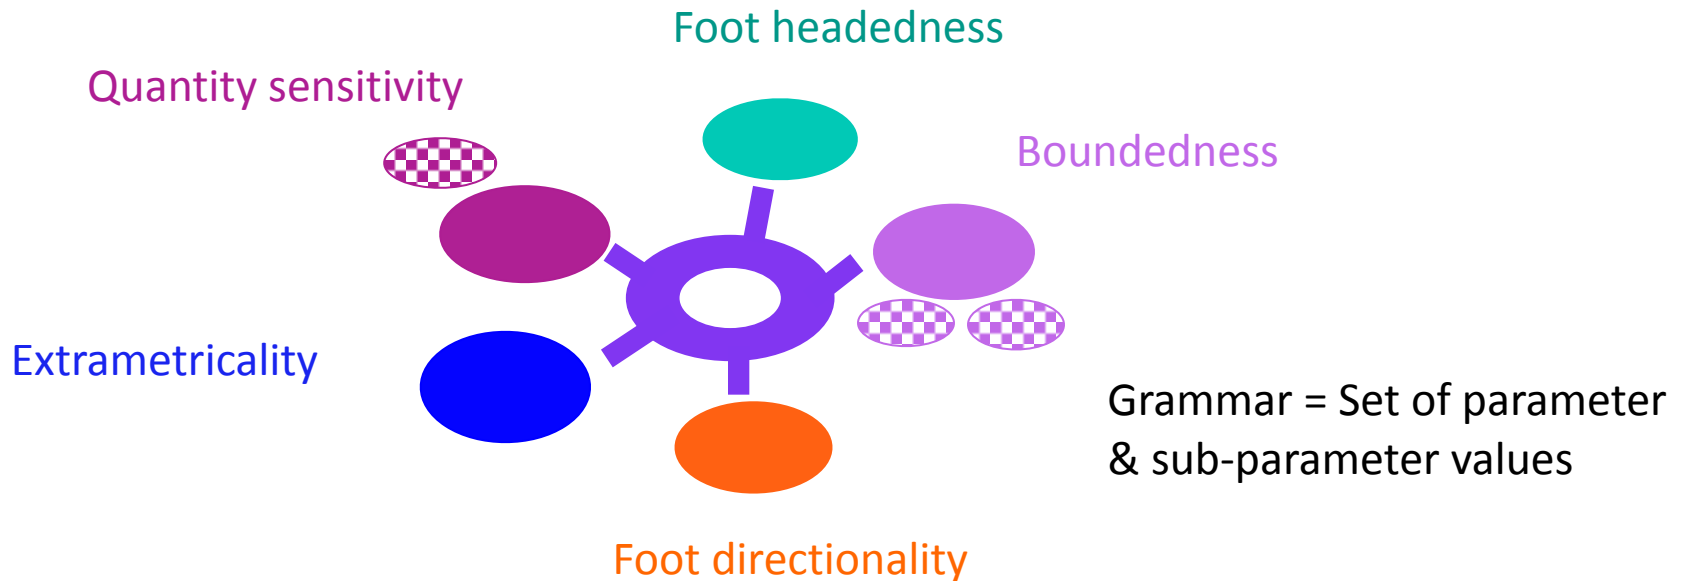 Foot headedness
Quantity sensitivity
Boundedness
Extrametricality
Grammar = Set of parameter
& sub-parameter values
Foot directionality